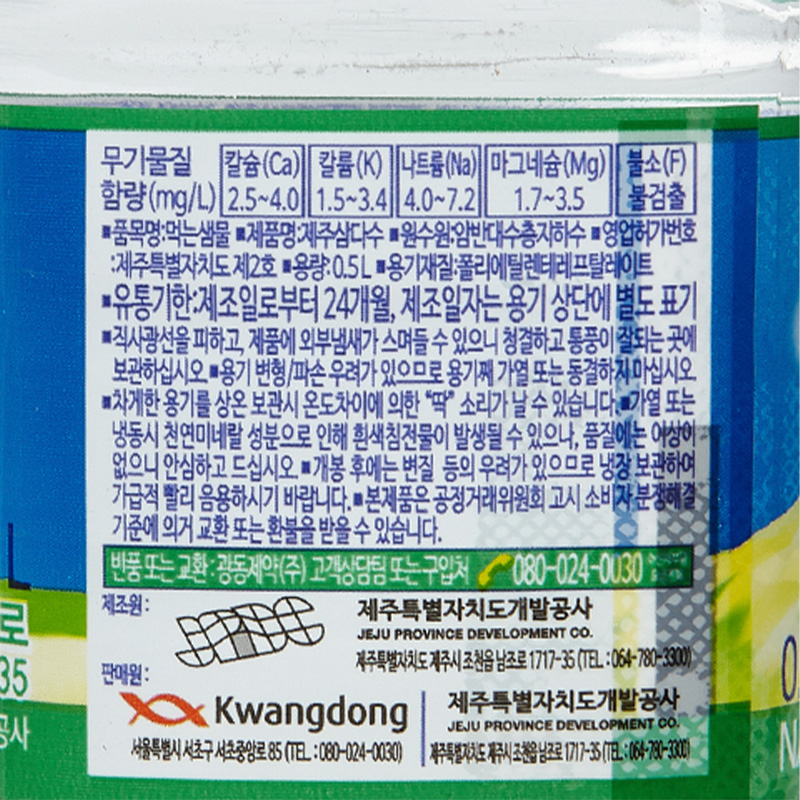 무기물질 칼슘(Ca) 칼륨(K) 나트륨(Na) 마그네슘(Mg) 불소(F)
함량(mg/L) 2.5~4.0 1.5~3.4 4.0~7.2 1.7~3.5 불검출
■품목명:먹는샘물 ■제품명:제주삼다수 ■원수원:암반대수층지하수 ■영업허가번호
:제주특별자치도 제2호 ■용량:0.5L ■용기재질:폴리에틸렌테레프탈레이트
■유통기한:제조일로부터 24개월, 제조일자는 용기 상단에 별도 표기
■직사광선을 피하고, 제품에 외부냄새가 스며들 수 있으니 청결하고 통풍이 잘되는 곳에
보관하십시오 ■용기 변형/파손 우려가 있으므로 용기째 가열 또는 동결하지 마십시오
■차게한 용기를 상온 보관시 온도차이에 의한 “딱” 소리가 날 수 있습니다. ■가열 또는
냉동시 천연미네랄 성분으로 인해 흰색침전물이 발생될 수 있으나, 품질에는 이상이
없으니 안심하고 드십시오 ■개봉 후에는 변질 등의 우려가 있으므로 냉장 보관하여
가급적 빨리 음용하시기 바랍니다. ■본제품은 공정거래위원회 고시 소비자 분쟁해결
기준에 의거 교환 또는 환불을 받을 수 있습니다.
반품 또는 교환 : 광동제약(주) 고객상담팀 또는 구입처 080-024-0030
제조원 :
JPDC
제주특별자치도개발공사
JEJU PROVINCE DEVELOPMENT CO.
제주특별자치도 제주시 조천읍 남조로 1717-35 (TEL : 064-780-3300)
판매원 :
Kwangdong
서울특별시 서초구 서초중앙로 85 (TEL : 080-024-0030)
제주특별자치도개발공사
JEJU PROVINCE DEVELOPMENT CO.
제주특별자치도 제주시 조천읍 남조로 1717-35 (TEL : 064-780-3300)
L
로
35
공사